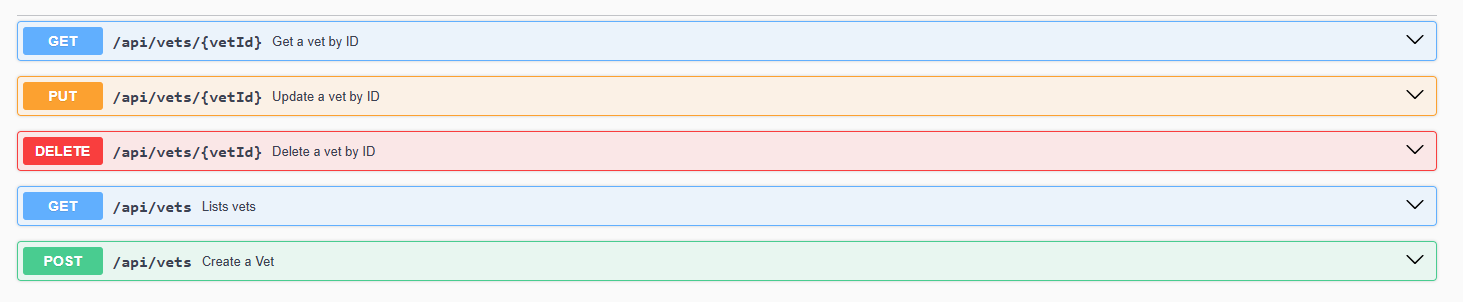 GET /api/vets/{vetId} Get a vet by ID
PUT /api/vets/{vetId} Update a vet by ID
DELETE /api/vets/{vetId} Delete a vet by ID
GET /api/vets Lists vets
POST /api/vets Create a Vet